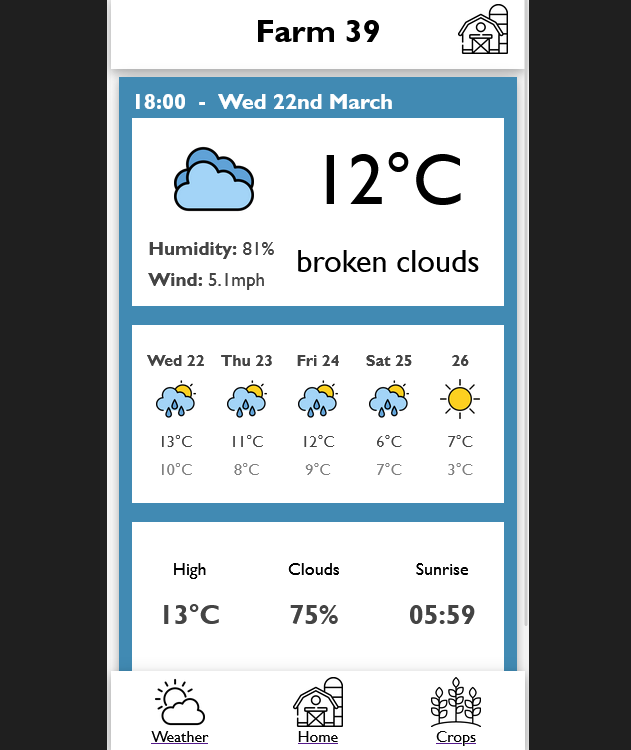 Farm 39
18:00 - Wed 22nd March
12°C
Humidity: 81%
broken clouds
Wind: 5.1mph
Wed 22 Thu 23 Fri 24 Sat 25 26
13°C 11°C 12°C 6°C 7°C
10°C 8°C 9°C 7°C 3°C
High Clouds Sunrise
13°C 75% 05:59
Weather Home Crops